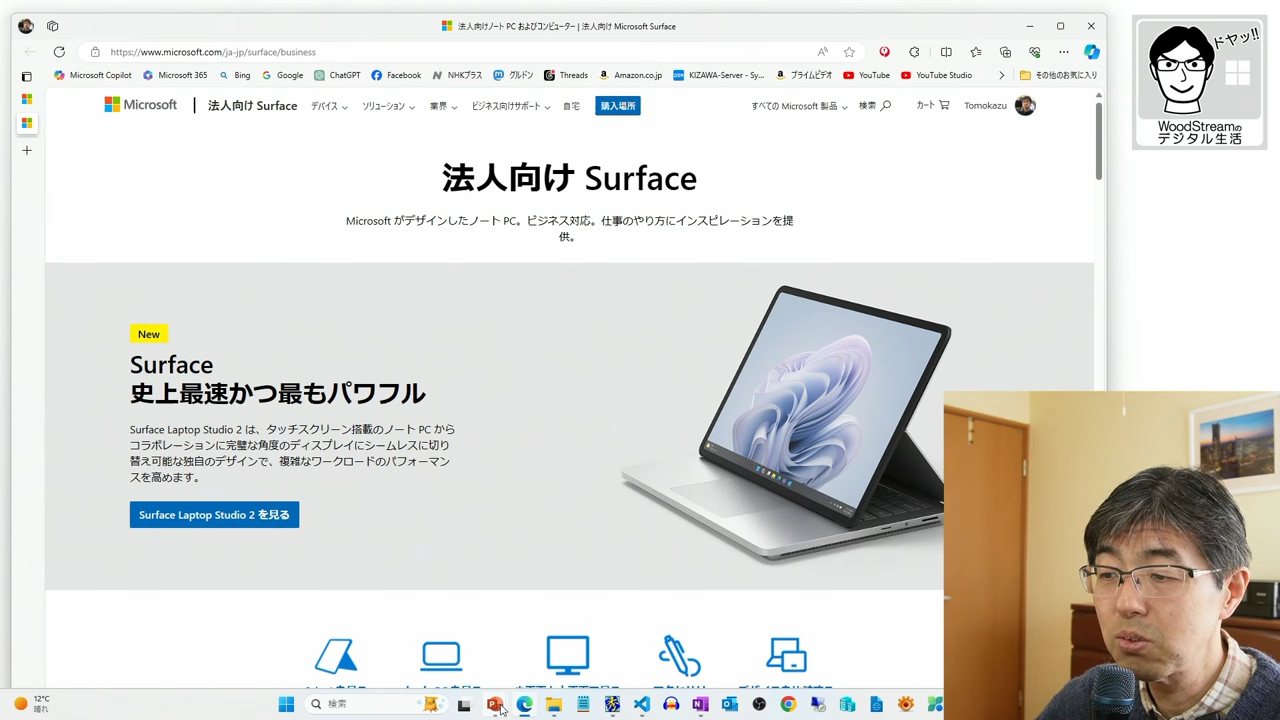 法人向けノート PC およびコンピューター | 法人向け Microsoft Surface
https://www.microsoft.com/ja-jp/surface/business
Microsoft Copilot
Microsoft 365
Bing
Google
ChatGPT
Facebook
NHKプラス
グルドン
Threads
Amazon.co.jp
KIZAWA-Server - Sy...
プライムビデオ
YouTube
YouTube Studio
その他のお気に入り
Microsoft
法人向け Surface
デバイス
ソリューション
業界
ビジネス向けサポート
自宅
購入場所
すべての Microsoft 製品
検索
カート
Tomokazu
ドヤッ!!
WoodStreamの
デジタル生活
法人向け Surface
Microsoft がデザインしたノート PC。ビジネス対応。仕事のやり方にインスピレーションを提
供。
New
Surface
史上最速かつ最もパワフル
Surface Laptop Studio 2 は、タッチスクリーン搭載のノート PC から
コラボレーションに完璧な角度のディスプレイにシームレスに切り
替え可能な独自のデザインで、複雑なワークロードのパフォーマン
スを高めます。
Surface Laptop Studio 2 を見る
12°C
晴れ
検索